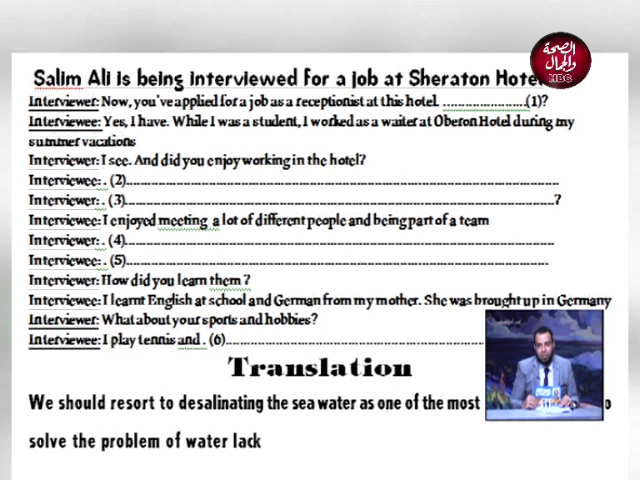 الصحة
والجمال
HBC
Salim Ali is being interviewed for a job at Sheraton Hotel
Interviewer: Now, you've applied for a job as a receptionist at this hotel. ........................(1)?
Interviewee: Yes, I have. While I was a student, I worked as a waiter at Oberon Hotel during my
summer vacations
Interviewer: I see. And did you enjoy working in the hotel?
Interviewee: . (2)................................................................................................................
Interviewer: . (3)................................................................................................................?
Interviewee: I enjoyed meeting a lot of different people and being part of a team
Interviewer: . (4)................................................................................................................
Interviewee: . (5)................................................................................................................
Interviewer: How did you learn them ?
Interviewee: I learnt English at school and German from my mother. She was brought up in Germany
Interviewer: What about your sports and hobbies?
Interviewee: I play tennis and . (6)....................................................................
Translation
We should resort to desalinating the sea water as one of the most
solve the problem of water lack